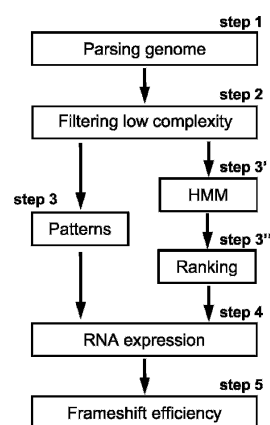 step 1
Parsing genome
step 2
Filtering low complexity
step 3'
HMM
step 3
Patterns
step 3"
Ranking
step 4
RNA expression
step 5
Frameshift efficiency